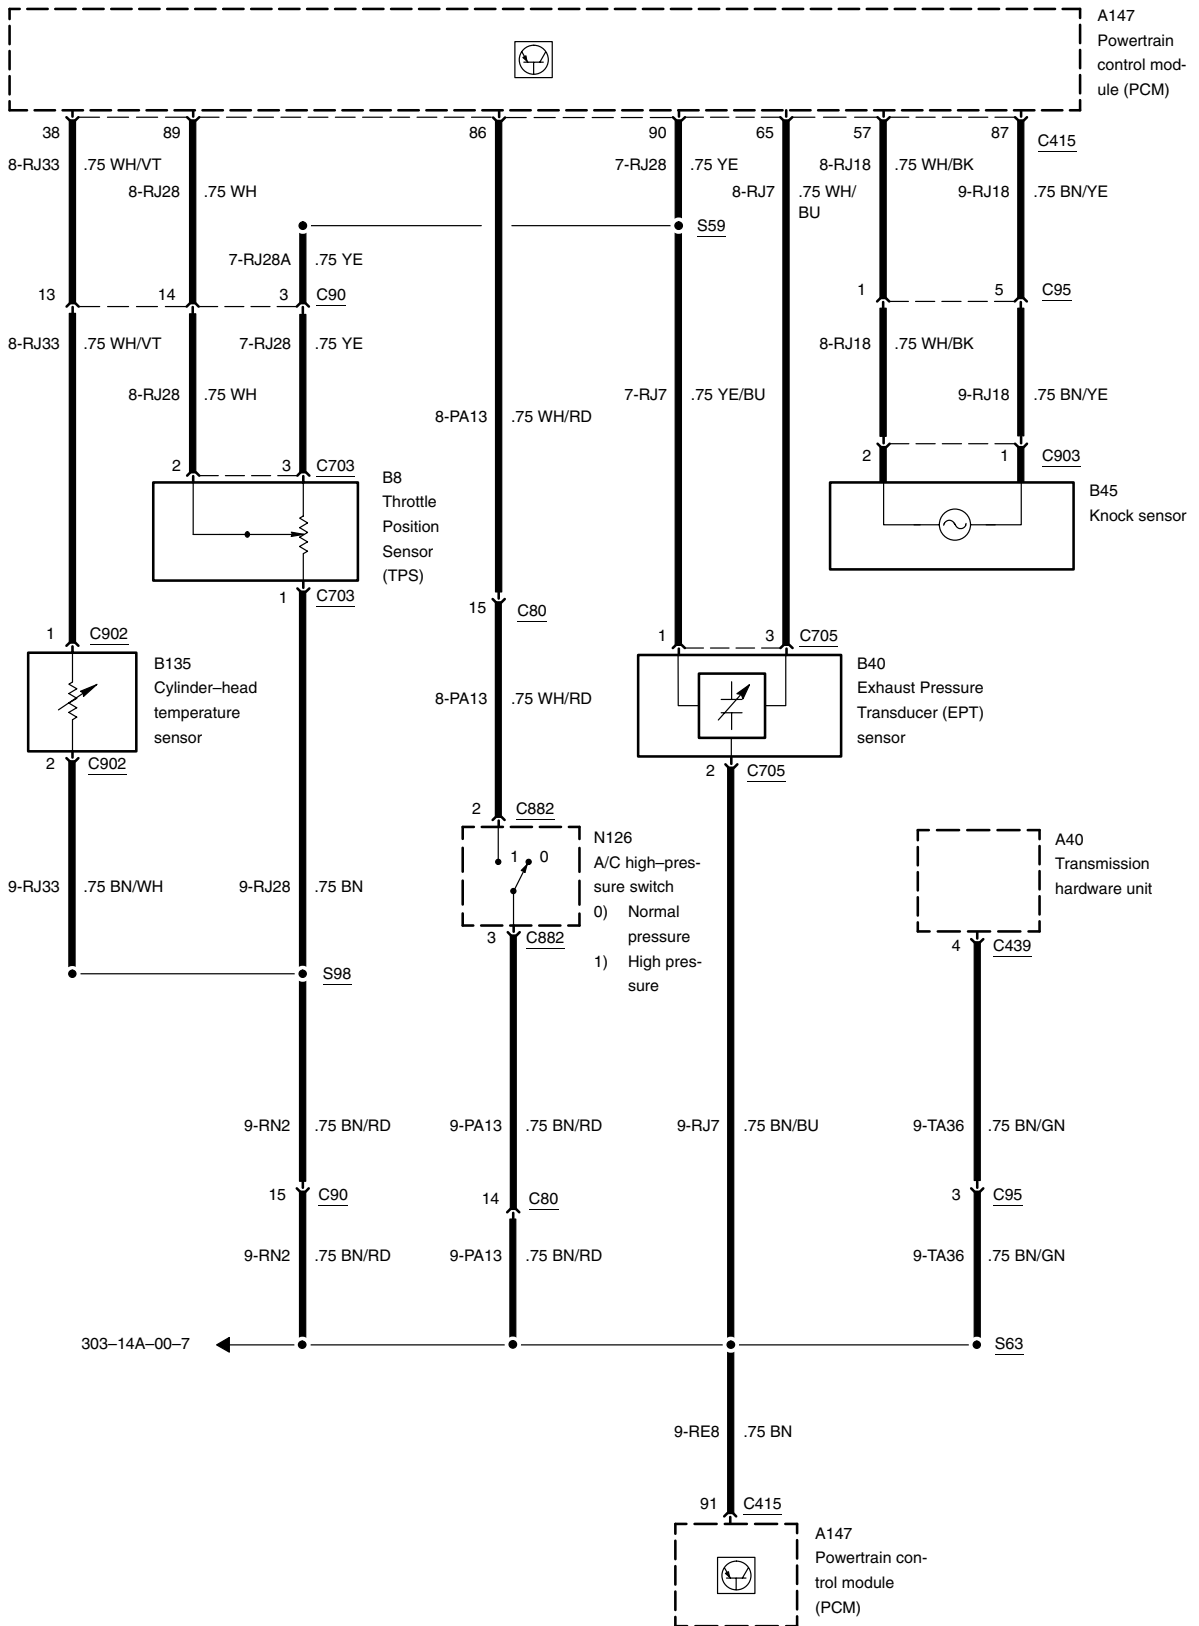 A147
Powertrain
control mod-
ule (PCM)
38 89 86 90 65 57 87
C415
8-RJ33 .75 WH/VT 7-RJ28 .75 YE 8-RJ18 .75 WH/BK
8-RJ28 .75 WH 8-RJ7 .75 WH/
BU
9-RJ18 .75 BN/YE
S59
7-RJ28A .75 YE
13 14 3 C90 1 5 C95
8-RJ33 .75 WH/VT 7-RJ28 .75 YE 8-RJ18 .75 WH/BK
8-RJ28 .75 WH 7-RJ7 .75 YE/BU 9-RJ18 .75 BN/YE
8-PA13 .75 WH/RD
2 3 C703 2 1 C903
B8
Throttle
Position
Sensor
(TPS)
B45
Knock sensor
1 C703 15 C80
1 C902 1 3 C705
B135
Cylinder–head
temperature
sensor
8-PA13 .75 WH/RD
B40
Exhaust Pressure
Transducer (EPT)
sensor
2 C902 2 C705
2 C882
1 0
N126
A/C high–pres-
sure switch
0) Normal
pressure
1) High pres-
sure
A40
Transmission
hardware unit
9-RJ33 .75 BN/WH 9-RJ28 .75 BN
3 C882 4 C439
S98
9-RN2 .75 BN/RD 9-PA13 .75 BN/RD 9-RJ7 .75 BN/BU 9-TA36 .75 BN/GN
15 C90 14 C80 3 C95
9-RN2 .75 BN/RD 9-PA13 .75 BN/RD 9-TA36 .75 BN/GN
303–14A–00–7 S63
9-RE8 .75 BN
91 C415
A147
Powertrain con-
trol module
(PCM)